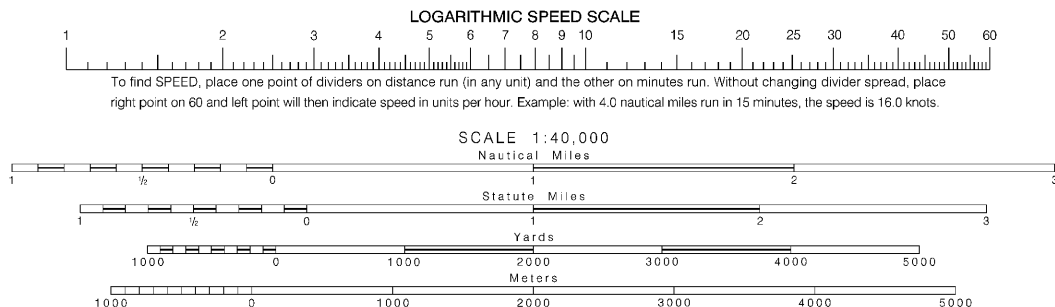 LOGARITHMIC SPEED SCALE
1 2 3 4 5 6 7 8 9 10 15 20 25 30 40 50 60
To find SPEED, place one point of dividers on distance run (in any unit) and the other on minutes run. Without changing divider spread, place
right point on 60 and left point will then indicate speed in units per hour. Example: with 4.0 nautical miles run in 15 minutes, the speed is 16.0 knots.
SCALE 1:40,000
Nautical Miles
1 1/2 0 1 2 3
Statute Miles
1 1/2 0 1 2 3
Yards
1000 0 1000 2000 3000 4000 5000
Meters
1000 0 1000 2000 3000 4000 5000